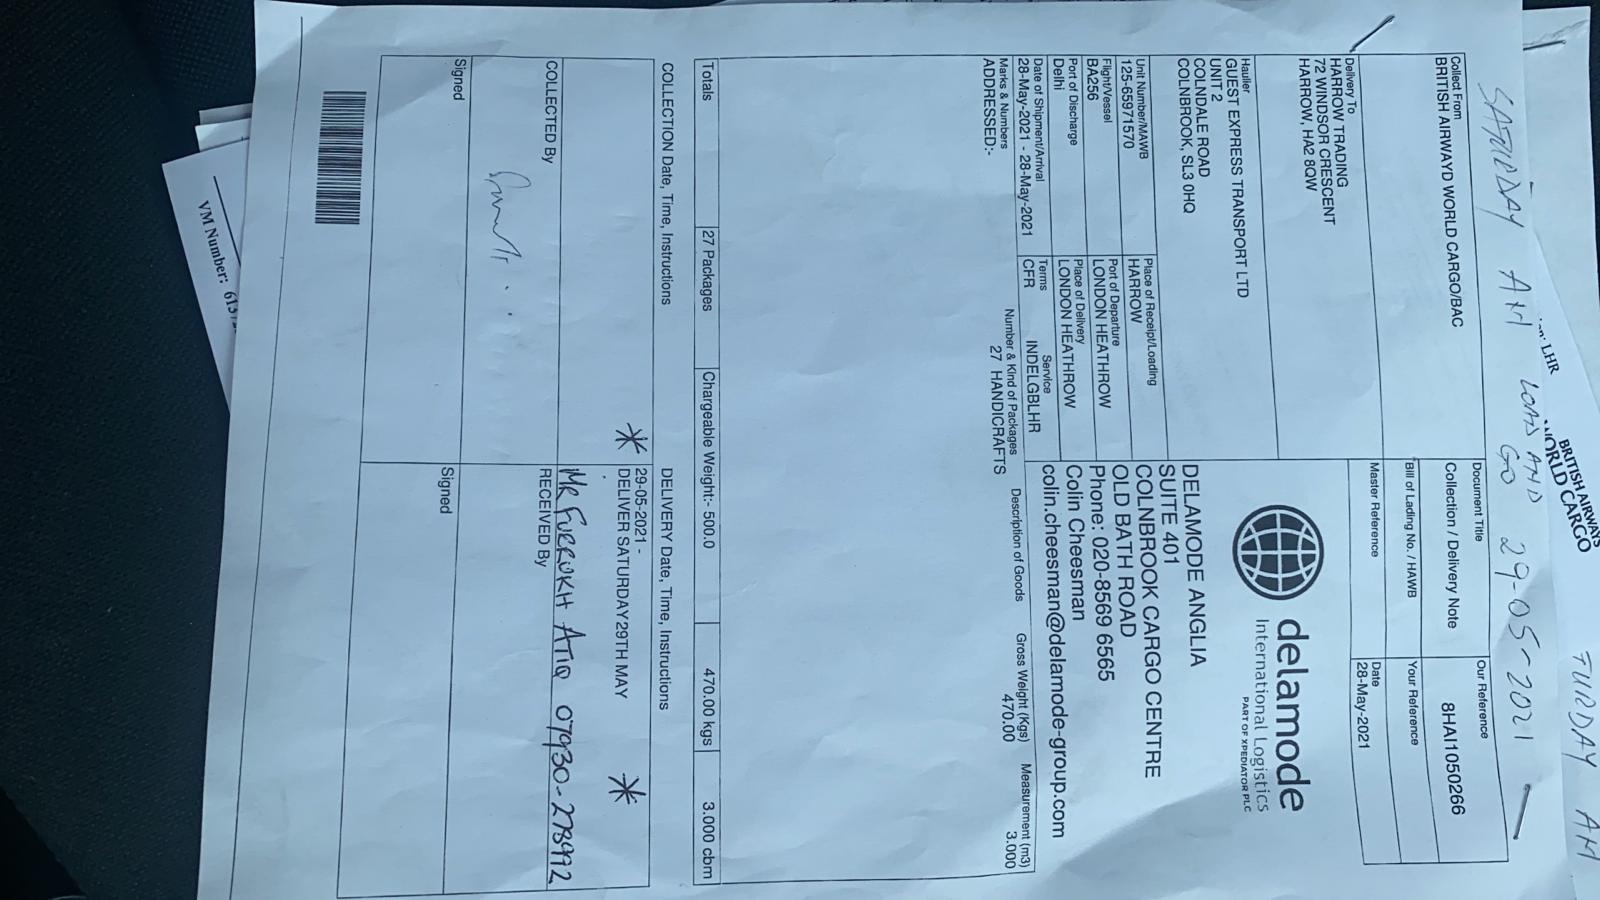 SATURDAY AM LOAD AND
GO 29-05-2021
Collect From
BRITISH AIRWAYD WORLD CARGO/BAC
Document Title
Collection / Delivery Note
Our Reference
8HAI1050266
Bill of Lading No. / HAWB
Your Reference
Master Reference
Date
28-May-2021
Delivery To
HARROW TRADING
72 WINDSOR CRESCENT
HARROW, HA2 8QW
delamode
International Logistics
PART OF XPEDIATOR PLC
Haulier
GUEST EXPRESS TRANSPORT LTD
UNIT 2
COLNDALE ROAD
COLNBROOK, SL3 0HQ
DELAMODE ANGLIA
SUITE 401
COLNBROOK CARGO CENTRE
OLD BATH ROAD
Phone: 020-8569 6565
Colin Cheesman
colin.cheesman@delamode-group.com
Unit Number/MAWB
125-65971570
Place of Receipt/Loading
HARROW
Flight/Vessel
BA256
Port of Departure
LONDON HEATHROW
Port of Discharge
Delhi
Place of Delivery
LONDON HEATHROW
Date of Shipment/Arrival
28-May-2021 - 28-May-2021
Terms
CFR
Service
INDELGBLHR
Marks & Numbers
Number & Kind of Packages
Description of Goods
Gross Weight (Kgs)
Measurement (m3)
ADDRESSED:-
27 HANDICRAFTS
470.00
3.000
Totals
27 Packages
Chargeable Weight:- 500.0
470.00 kgs
3.000 cbm
COLLECTION Date, Time, Instructions
DELIVERY Date, Time, Instructions
* 29-05-2021 -
DELIVER SATURDAY29TH MAY *
MR FURRUKH ATIQ 07930-278992
COLLECTED By
RECEIVED By
Signed
Signed
VM Number:
LHR
BRITISH AIRWAYS
WORLD CARGO
AM